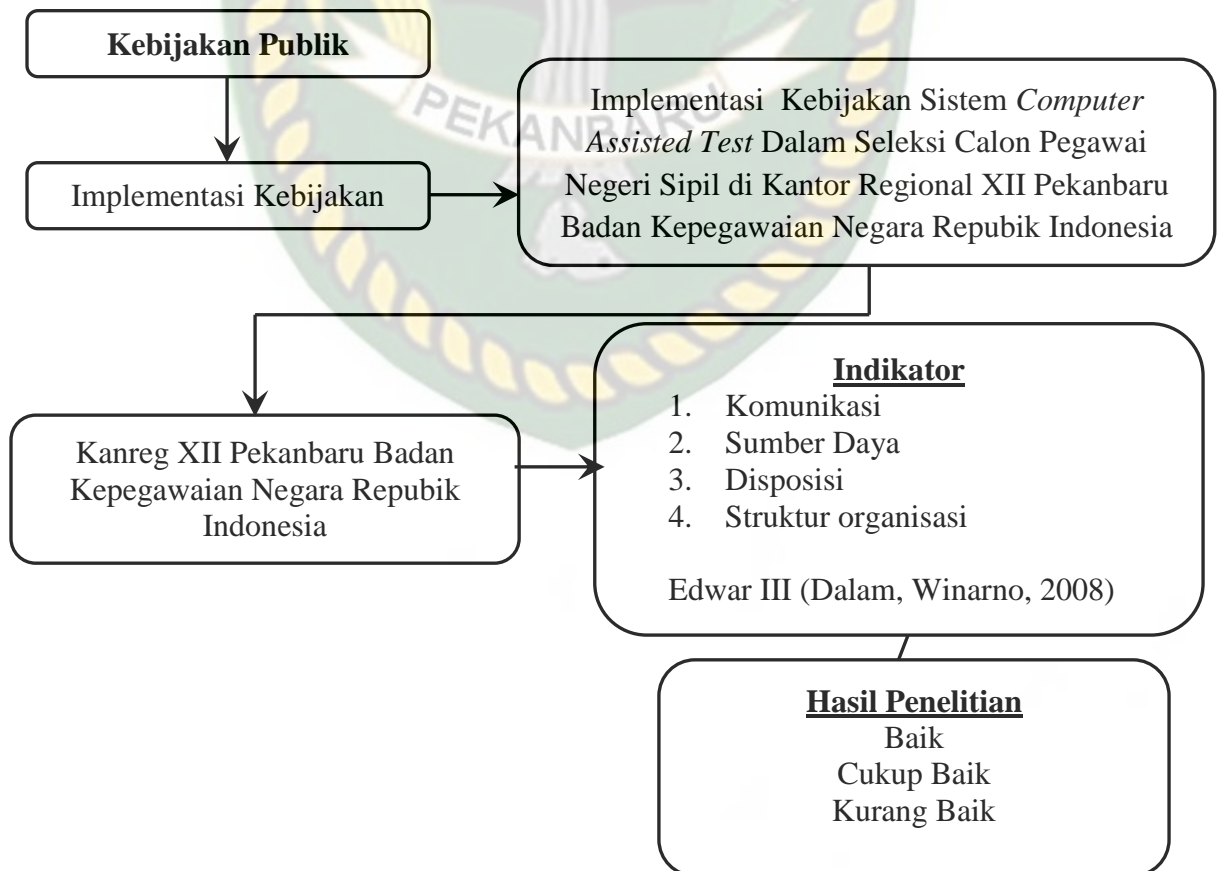 Kebijakan Publik
Implementasi Kebijakan
Implementasi Kebijakan Sistem Computer
Assisted Test Dalam Seleksi Calon Pegawai
Negeri Sipil di Kantor Regional XII Pekanbaru
Badan Kepegawaian Negara Repubik Indonesia
PEKANBARU
Kanreg XII Pekanbaru Badan
Kepegawaian Negara Repubik
Indonesia
Indikator
1. Komunikasi
2. Sumber Daya
3. Disposisi
4. Struktur organisasi
Edwar III (Dalam, Winarno, 2008)
Hasil Penelitian
Baik
Cukup Baik
Kurang Baik